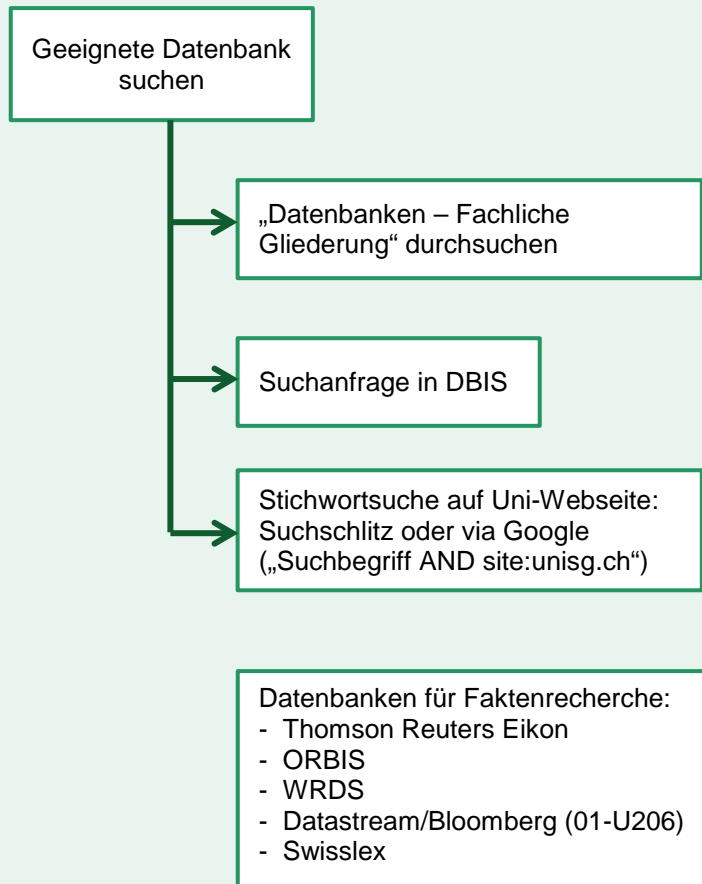 Geeignete Datenbank
suchen
„Datenbanken – Fachliche
Gliederung“ durchsuchen
Suchanfrage in DBIS
Stichwortsuche auf Uni-Webseite:
Suchschlitz oder via Google
(„Suchbegriff AND site:unisg.ch“)
Datenbanken für Faktenrecherche:
- Thomson Reuters Eikon
- ORBIS
- WRDS
- Datastream/Bloomberg (01-U206)
- Swisslex